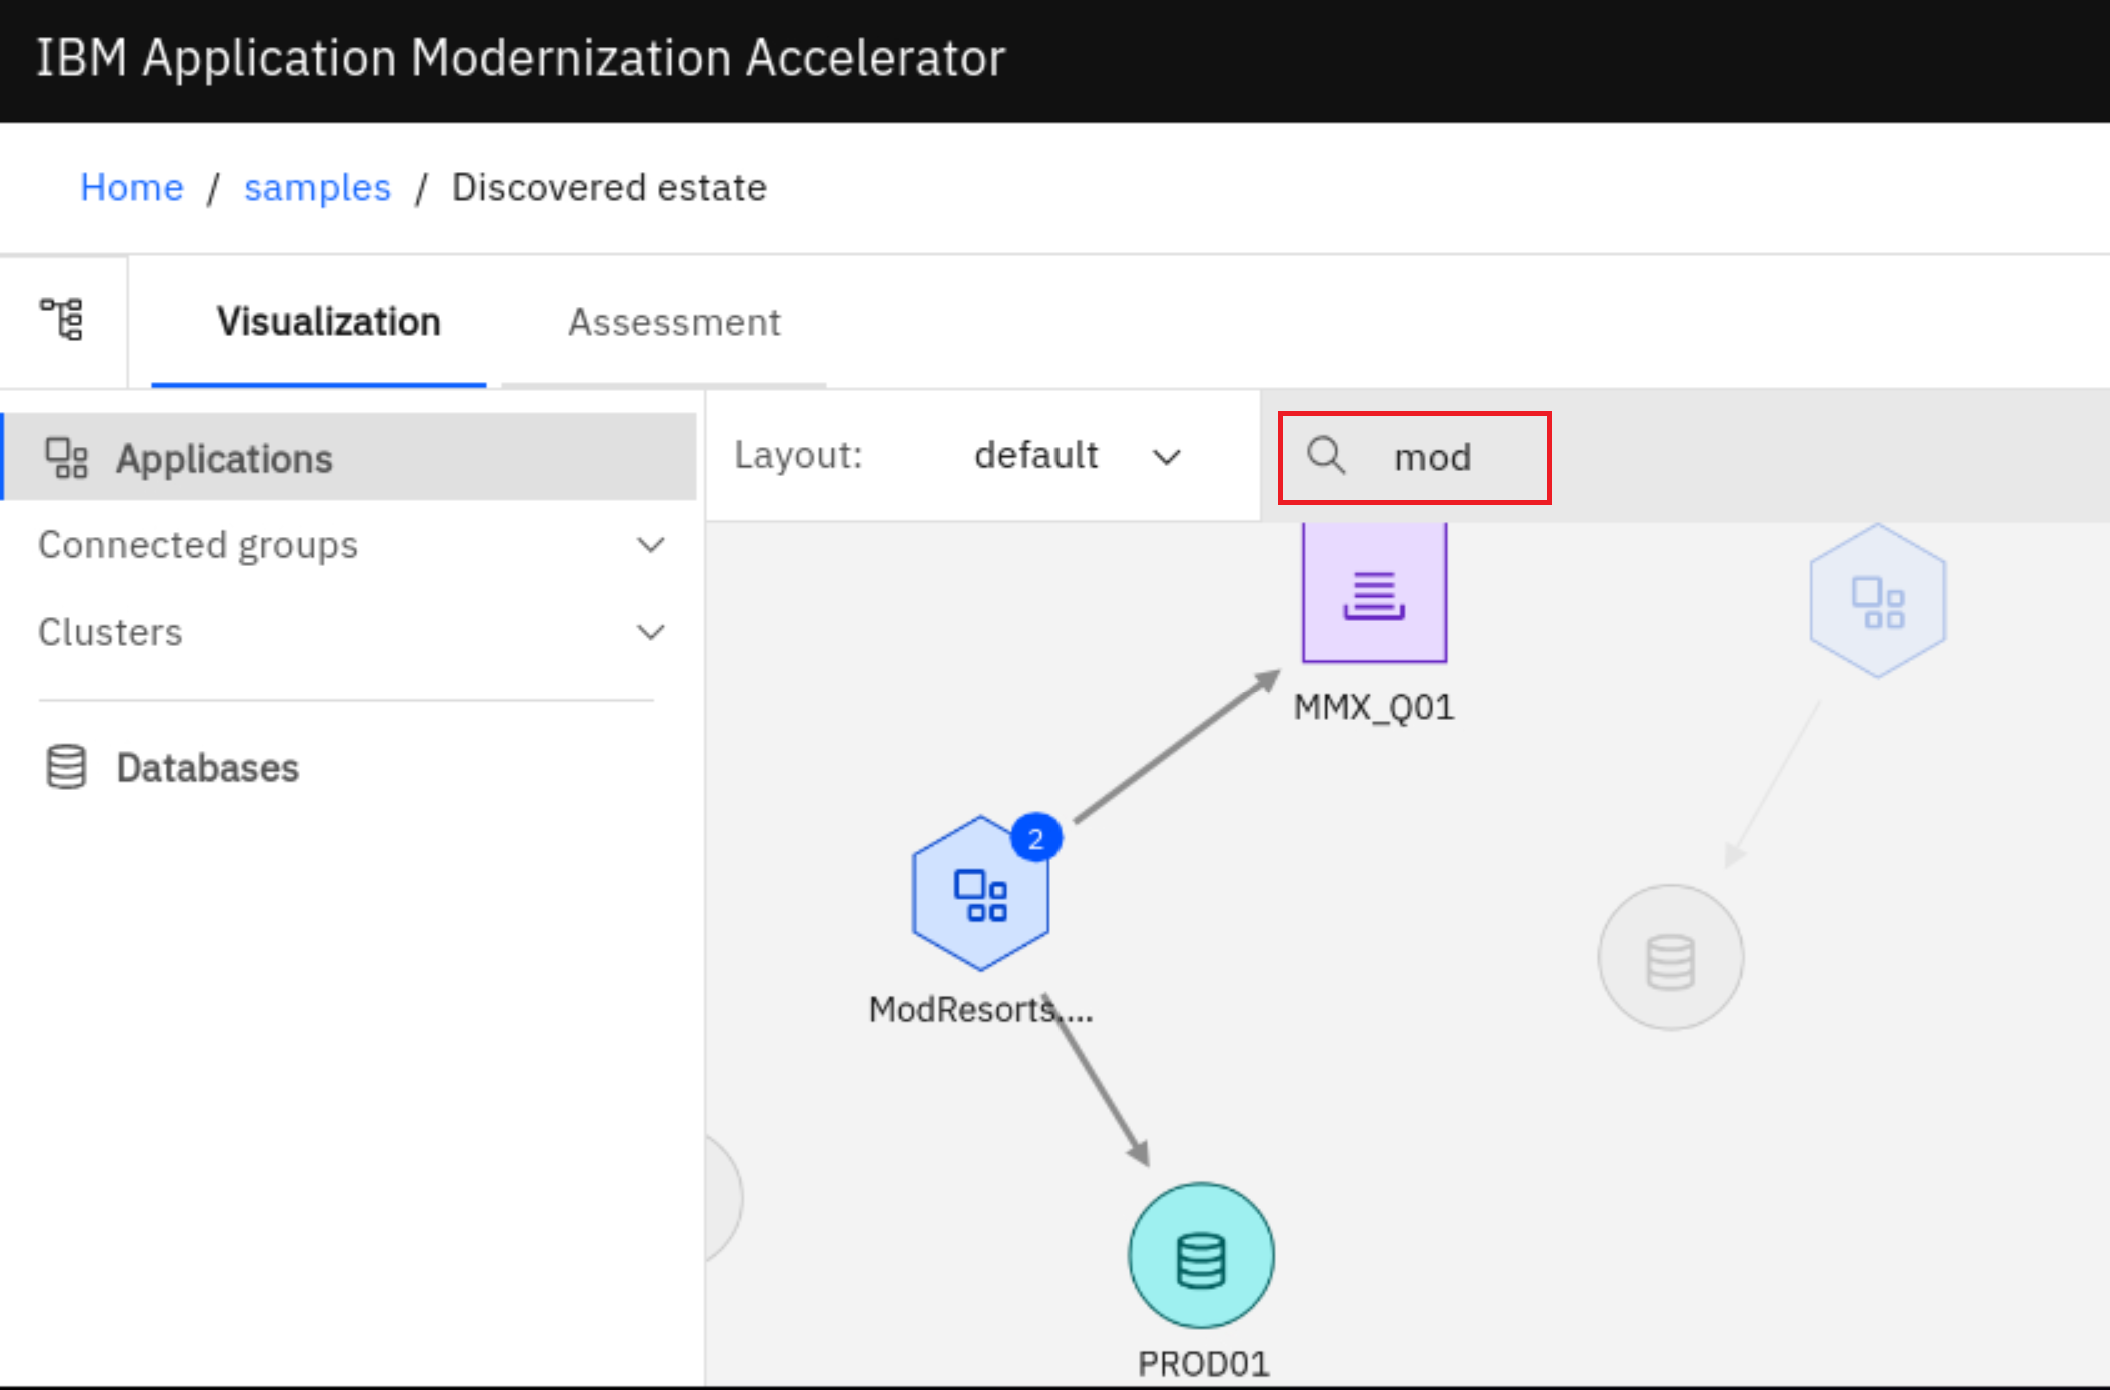 IBM Application Modernization Accelerator
Home / samples / Discovered estate
Visualization Assessment
Applications
Connected groups
Clusters
Databases
Layout: default
mod
MMX_Q01
2
ModResorts....
PROD01